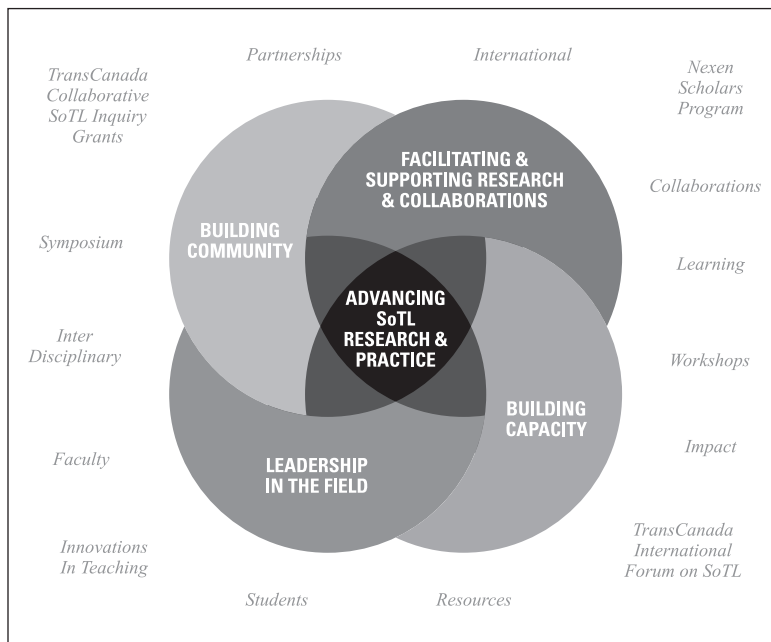 Partnerships
International
TransCanada
Collaborative
SoTL Inquiry
Grants
Nexen
Scholars
Program
FACILITATING &
SUPPORTING RESEARCH
& COLLABORATIONS
Collaborations
BUILDING
COMMUNITY
Symposium
Learning
ADVANCING
SoTL
RESEARCH &
PRACTICE
Inter
Disciplinary
Workshops
BUILDING
CAPACITY
Faculty
Impact
LEADERSHIP
IN THE FIELD
Innovations
In Teaching
TransCanada
International
Forum on SoTL
Students
Resources